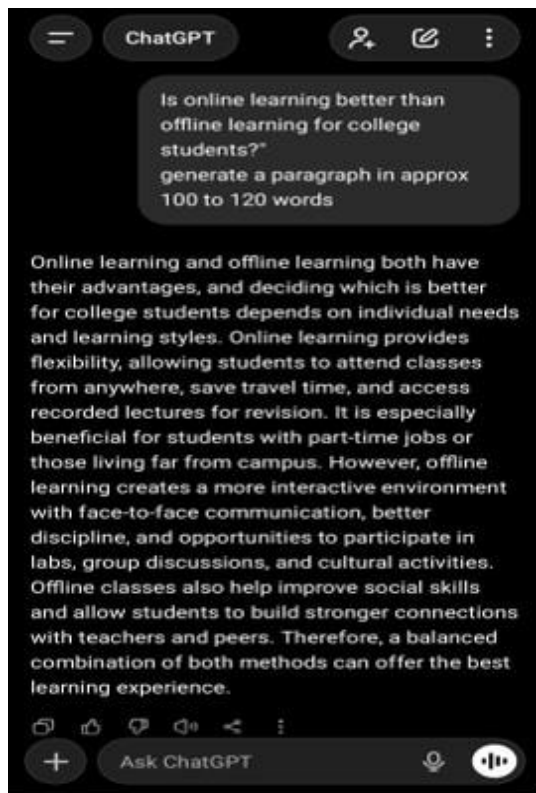 ChatGPT
Is online learning better than
offline learning for college
students?"
generate a paragraph in approx
100 to 120 words
Online learning and offline learning both have
their advantages, and deciding which is better
for college students depends on individual needs
and learning styles. Online learning provides
flexibility, allowing students to attend classes
from anywhere, save travel time, and access
recorded lectures for revision. It is especially
beneficial for students with part-time jobs or
those living far from campus. However, offline
learning creates a more interactive environment
with face-to-face communication, better
discipline, and opportunities to participate in
labs, group discussions, and cultural activities.
Offline classes also help improve social skills
and allow students to build stronger connections
with teachers and peers. Therefore, a balanced
combination of both methods can offer the best
learning experience.
Ask ChatGPT